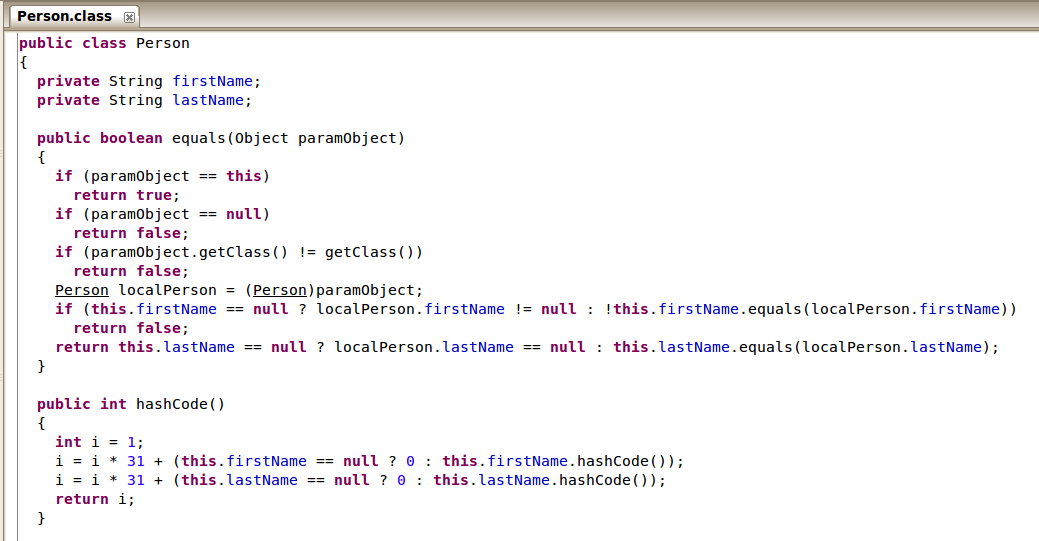 Person.class
public class Person
{
  private String firstName;
  private String lastName;

  public boolean equals(Object paramObject)
  {
    if (paramObject == this)
      return true;
    if (paramObject == null)
      return false;
    if (paramObject.getClass() != getClass())
      return false;
    Person localPerson = (Person)paramObject;
    if (this.firstName == null ? localPerson.firstName != null : !this.firstName.equals(localPerson.firstName))
      return false;
    return this.lastName == null ? localPerson.lastName == null : this.lastName.equals(localPerson.lastName);
  }

  public int hashCode()
  {
    int i = 1;
    i = i * 31 + (this.firstName == null ? 0 : this.firstName.hashCode());
    i = i * 31 + (this.lastName == null ? 0 : this.lastName.hashCode());
    return i;
  }